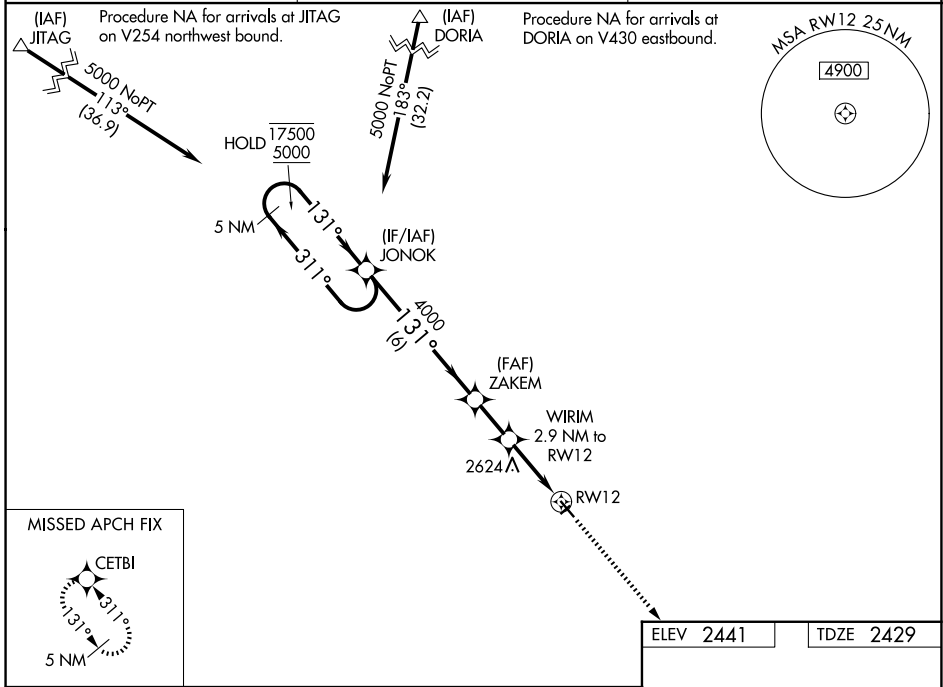 (IAF)
JITAG
Procedure NA for arrivals at JITAG
on V254 northwest bound.
(IAF)
DORIA
Procedure NA for arrivals at
DORIA on V430 eastbound.
MSA RW12 25 NM
4900
5000 NoPT
113°
(36.9)
5000 NoPT
183°
(32.2)
HOLD
17500
5000
5 NM
131°
311°
(IF/IAF)
JONOK
4000
131°
(6)
(FAF)
ZAKEM
WIRIM
2.9 NM to
RW12
2624
RW12
MISSED APCH FIX
CETBI
131°
311°
5 NM
ELEV 2441
TDZE 2429